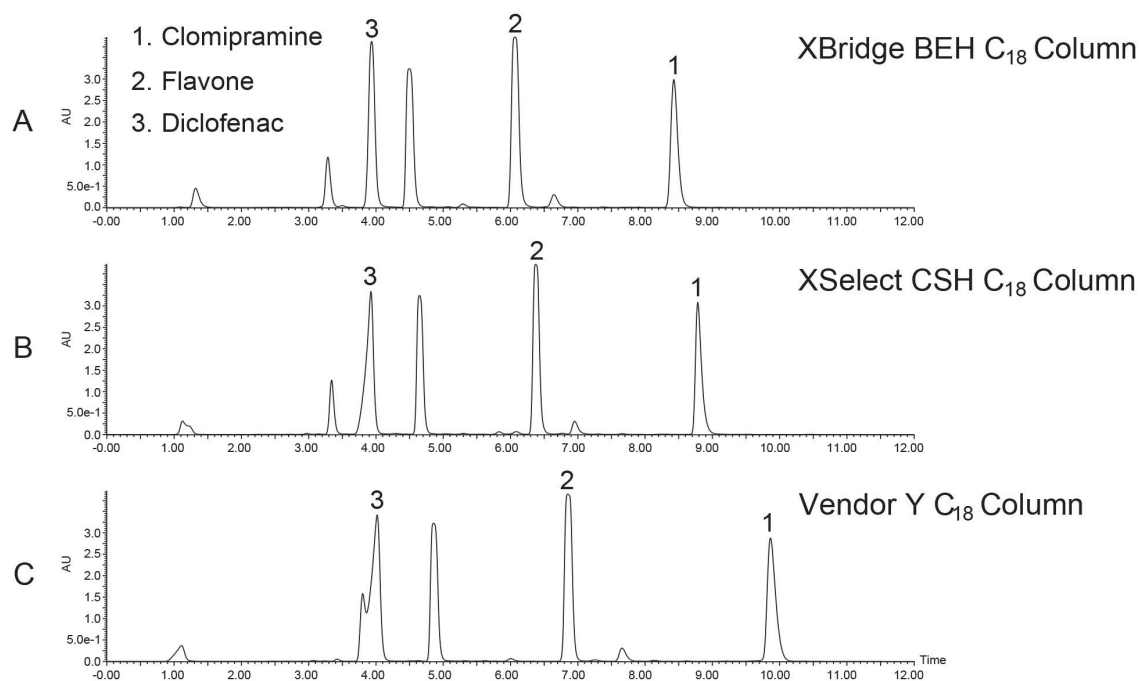 1. Clomipramine
2. Flavone
3. Diclofenac
XBridge BEH C18 Column
A
AU
3.0
2.5
2.0
1.5
1.0
5.0e-1
0.0
3
2
1
-0.00 1.00 2.00 3.00 4.00 5.00 6.00 7.00 8.00 9.00 10.00 11.00 12.00
XSelect CSH C18 Column
B
AU
3.0
2.5
2.0
1.5
1.0
5.0e-1
0.0
3
2
1
-0.00 1.00 2.00 3.00 4.00 5.00 6.00 7.00 8.00 9.00 10.00 11.00 12.00
Vendor Y C18 Column
C
AU
3.0
2.5
2.0
1.5
1.0
5.0e-1
0.0
3
2
1
Time
-0.00 1.00 2.00 3.00 4.00 5.00 6.00 7.00 8.00 9.00 10.00 11.00 12.00